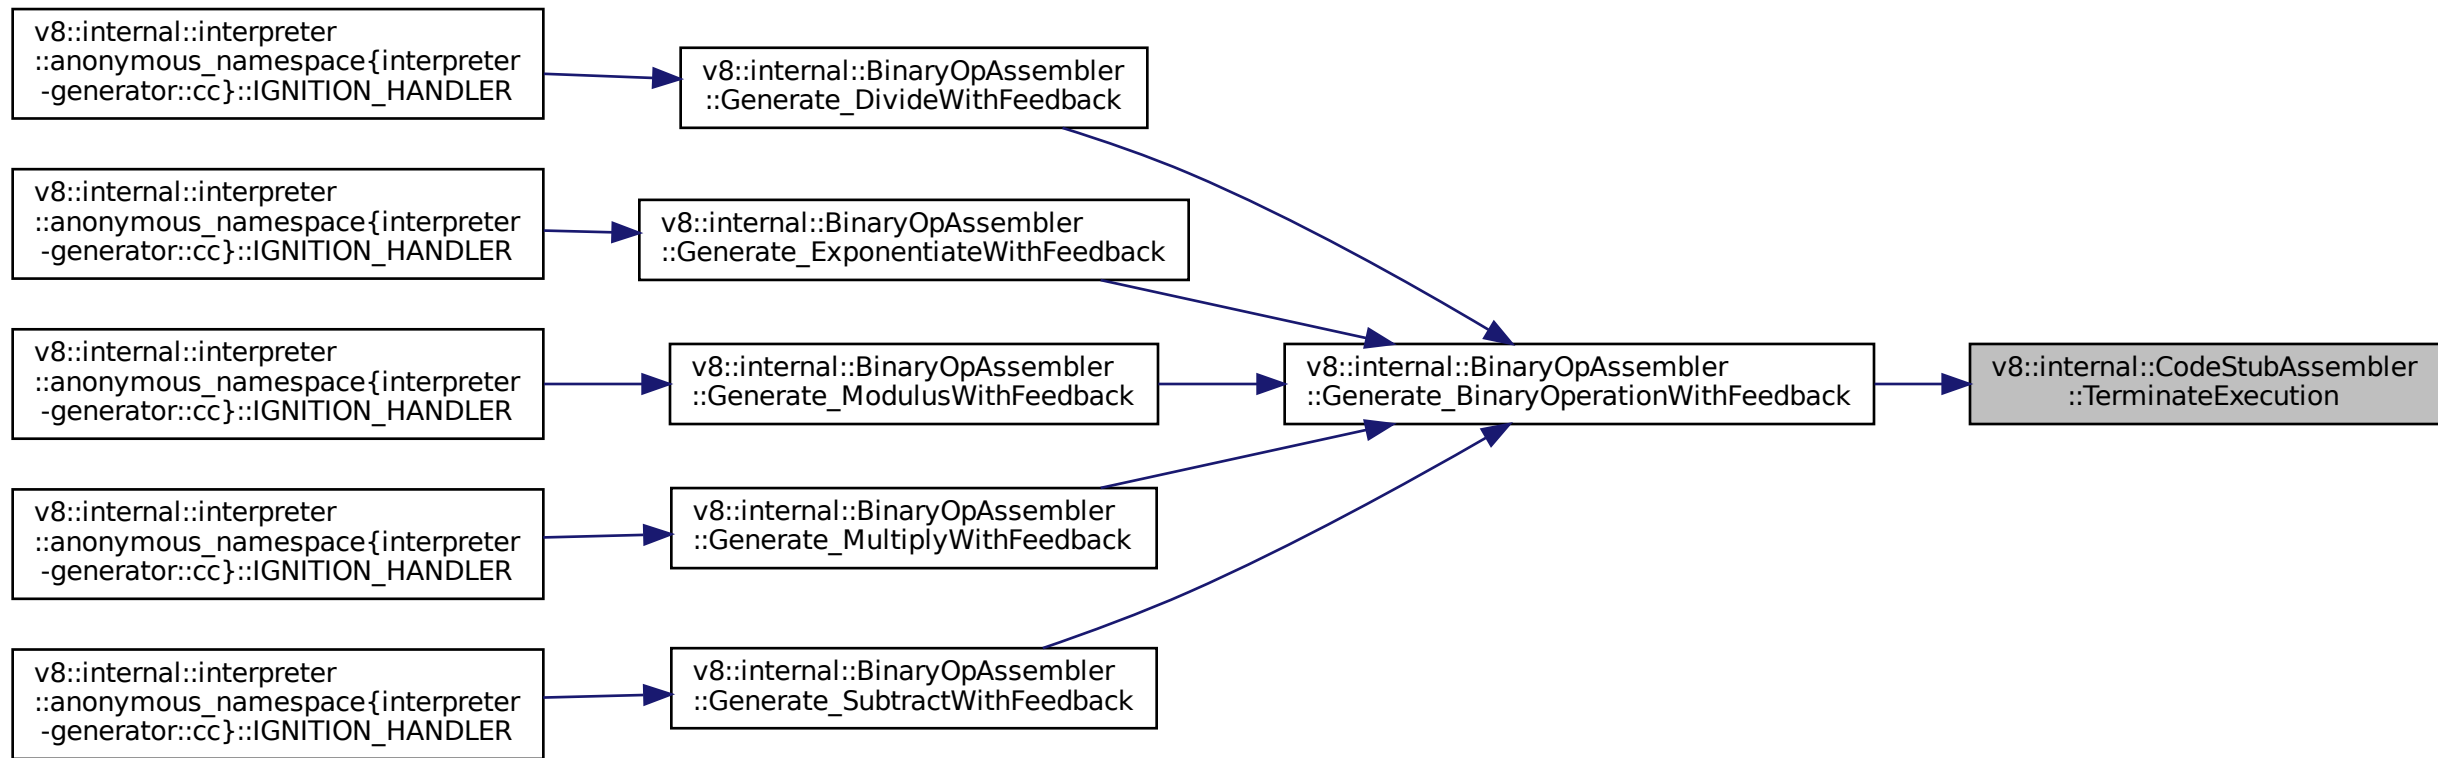 v8::internal::interpreter
::anonymous_namespace{interpreter
-generator::cc}::IGNITION_HANDLER
v8::internal::BinaryOpAssembler
::Generate_DivideWithFeedback
v8::internal::interpreter
::anonymous_namespace{interpreter
-generator::cc}::IGNITION_HANDLER
v8::internal::BinaryOpAssembler
::Generate_ExponentiateWithFeedback
v8::internal::interpreter
::anonymous_namespace{interpreter
-generator::cc}::IGNITION_HANDLER
v8::internal::BinaryOpAssembler
::Generate_ModulusWithFeedback
v8::internal::BinaryOpAssembler
::Generate_BinaryOperationWithFeedback
v8::internal::CodeStubAssembler
::TerminateExecution
v8::internal::interpreter
::anonymous_namespace{interpreter
-generator::cc}::IGNITION_HANDLER
v8::internal::BinaryOpAssembler
::Generate_MultiplyWithFeedback
v8::internal::interpreter
::anonymous_namespace{interpreter
-generator::cc}::IGNITION_HANDLER
v8::internal::BinaryOpAssembler
::Generate_SubtractWithFeedback